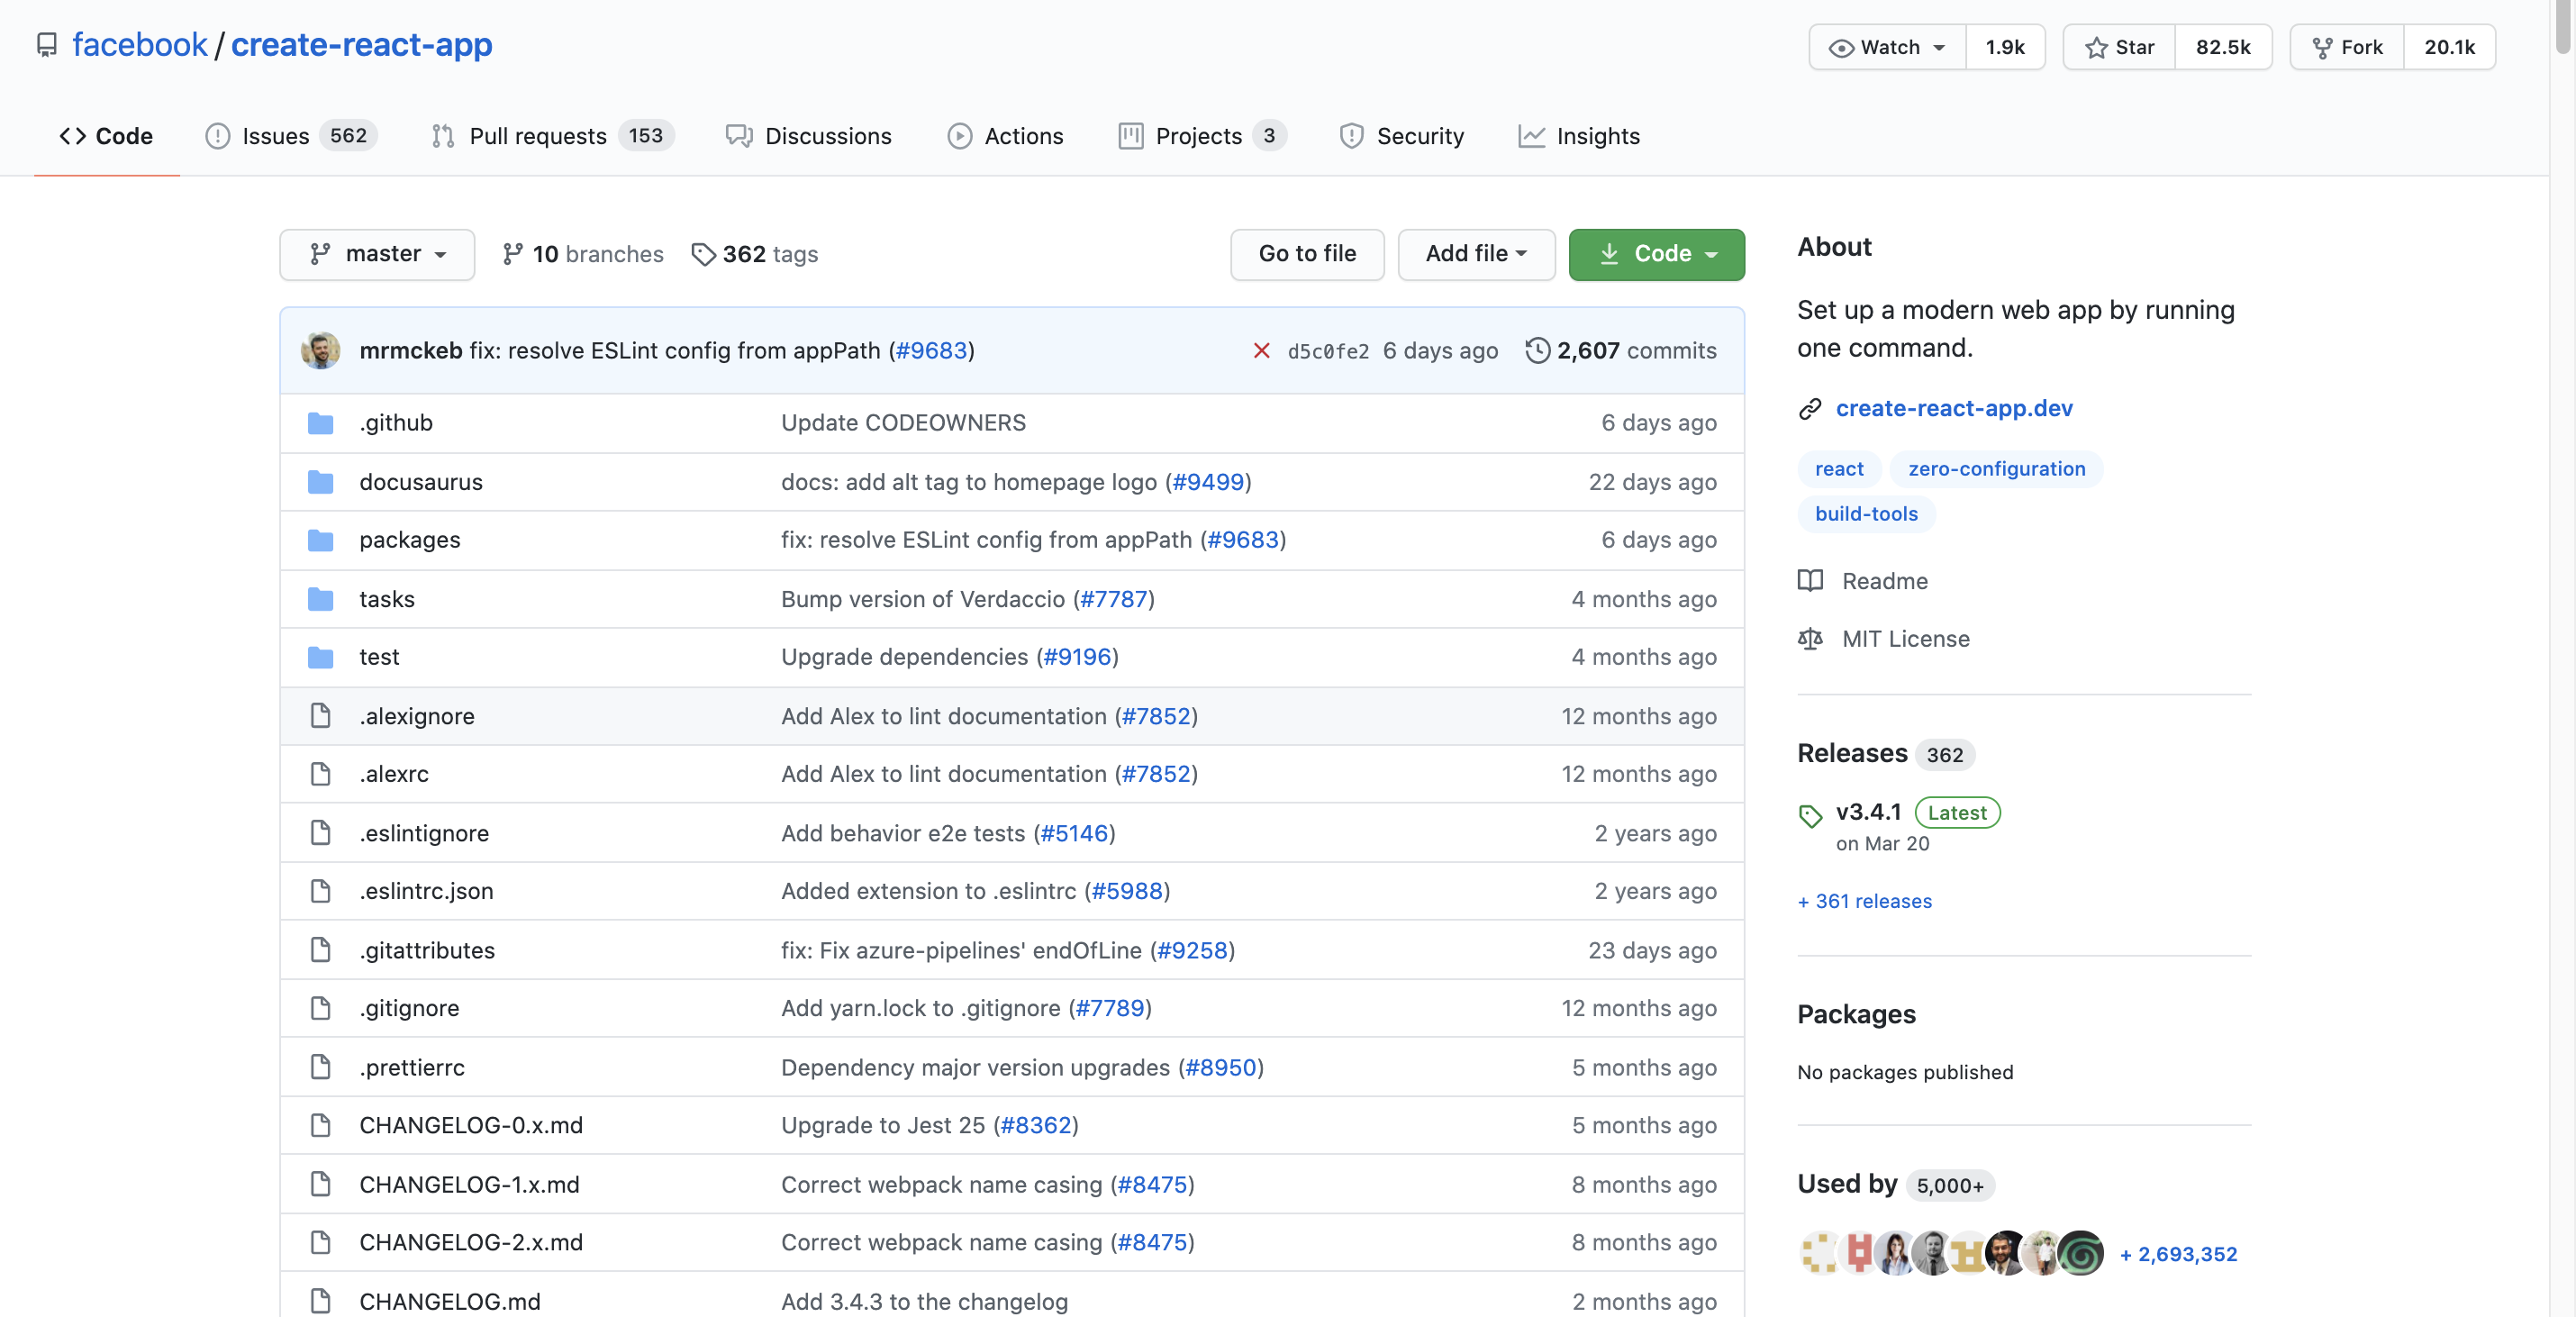 facebook / create-react-app
Watch 1.9k Star 82.5k Fork 20.1k
Code Issues 562 Pull requests 153 Discussions Actions Projects 3 Security Insights
master 10 branches 362 tags Go to file Add file Code
mrmckeb fix: resolve ESLint config from appPath (#9683) d5c0fe2 6 days ago 2,607 commits
.github Update CODEOWNERS 6 days ago
docusaurus docs: add alt tag to homepage logo (#9499) 22 days ago
packages fix: resolve ESLint config from appPath (#9683) 6 days ago
tasks Bump version of Verdaccio (#7787) 4 months ago
test Upgrade dependencies (#9196) 4 months ago
.alexignore Add Alex to lint documentation (#7852) 12 months ago
.alexrc Add Alex to lint documentation (#7852) 12 months ago
.eslintignore Add behavior e2e tests (#5146) 2 years ago
.eslintrc.json Added extension to .eslintrc (#5988) 2 years ago
.gitattributes fix: Fix azure-pipelines' endOfLine (#9258) 23 days ago
.gitignore Add yarn.lock to .gitignore (#7789) 12 months ago
.prettierrc Dependency major version upgrades (#8950) 5 months ago
CHANGELOG-0.x.md Upgrade to Jest 25 (#8362) 5 months ago
CHANGELOG-1.x.md Correct webpack name casing (#8475) 8 months ago
CHANGELOG-2.x.md Correct webpack name casing (#8475) 8 months ago
CHANGELOG.md Add 3.4.3 to the changelog 2 months ago
About
Set up a modern web app by running
one command.
create-react-app.dev
react zero-configuration
build-tools
Readme
MIT License
Releases 362
v3.4.1 Latest
on Mar 20
+ 361 releases
Packages
No packages published
Used by 5,000+
+ 2,693,352